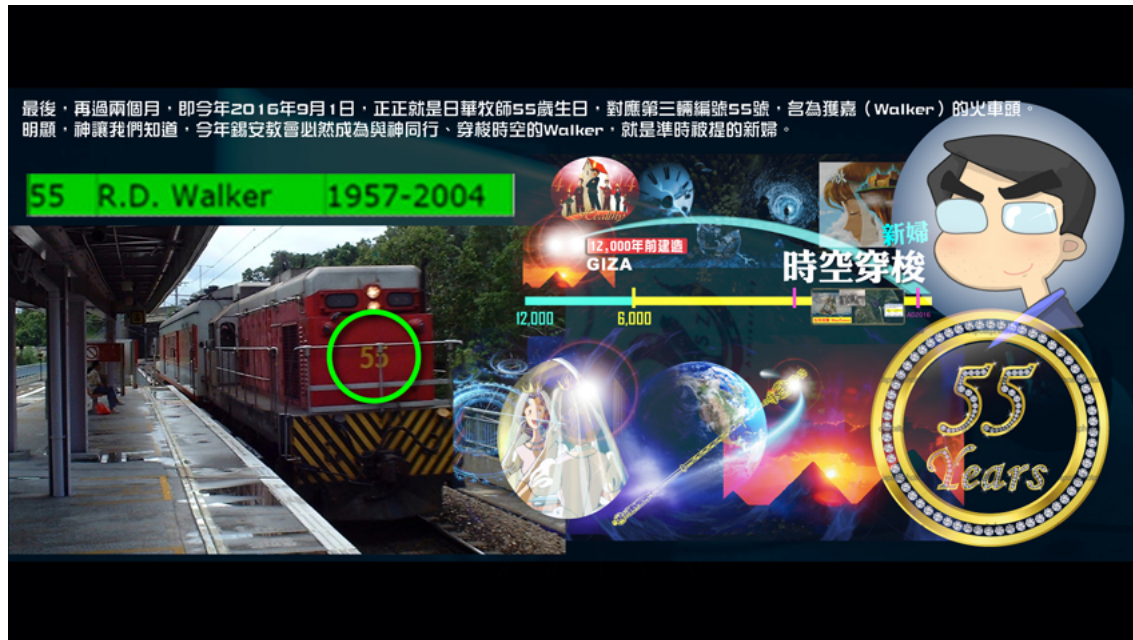 最後，再過兩個月，即今年2016年9月1日，正正就是日華牧師55歲生日，對應第三輛編號55號，名為獲嘉（Walker）的火車頭。
明顯，神讓我們知道，今年錫安教會必然成為與神同行、穿梭時空的Walker，就是準時被提的新婦。
55 R.D. Walker 1957-2004
12,000年前建造
GIZA
新婦
時空穿梭
12,000
6,000
AD2016
55
55
Years